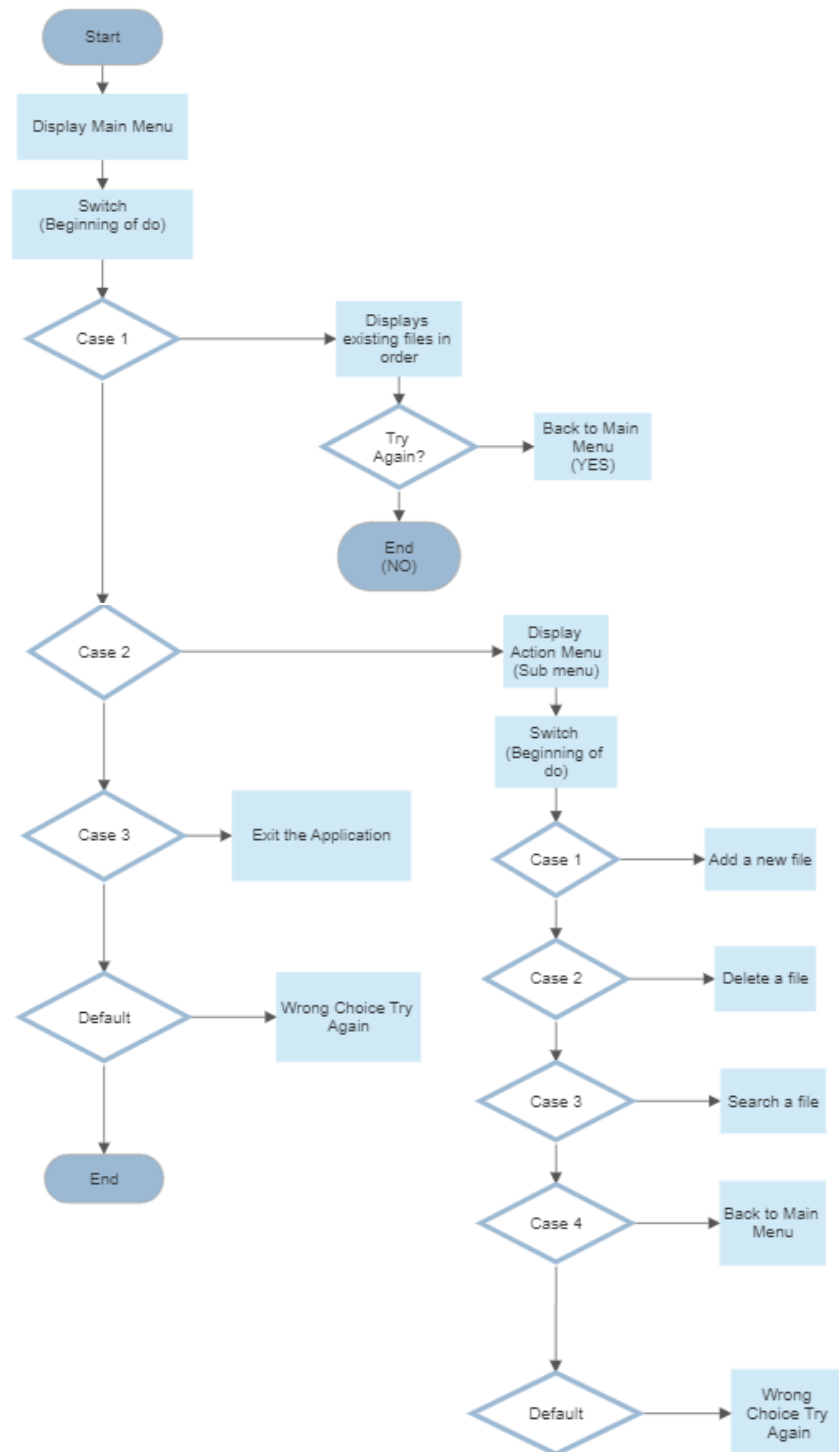 Start
Display Main Menu
Switch
(Beginning of do)
Case 1
Displays
existing files in
order
Try
Again?
Back to Main
Menu
(YES)
End
(NO)
Case 2
Display
Action Menu
(Sub menu)
Switch
(Beginning of
do)
Case 3
Exit the Application
Case 1
Add a new file
Case 2
Delete a file
Default
Wrong Choice Try
Again
Case 3
Search a file
End
Case 4
Back to Main
Menu
Default
Wrong
Choice Try
Again